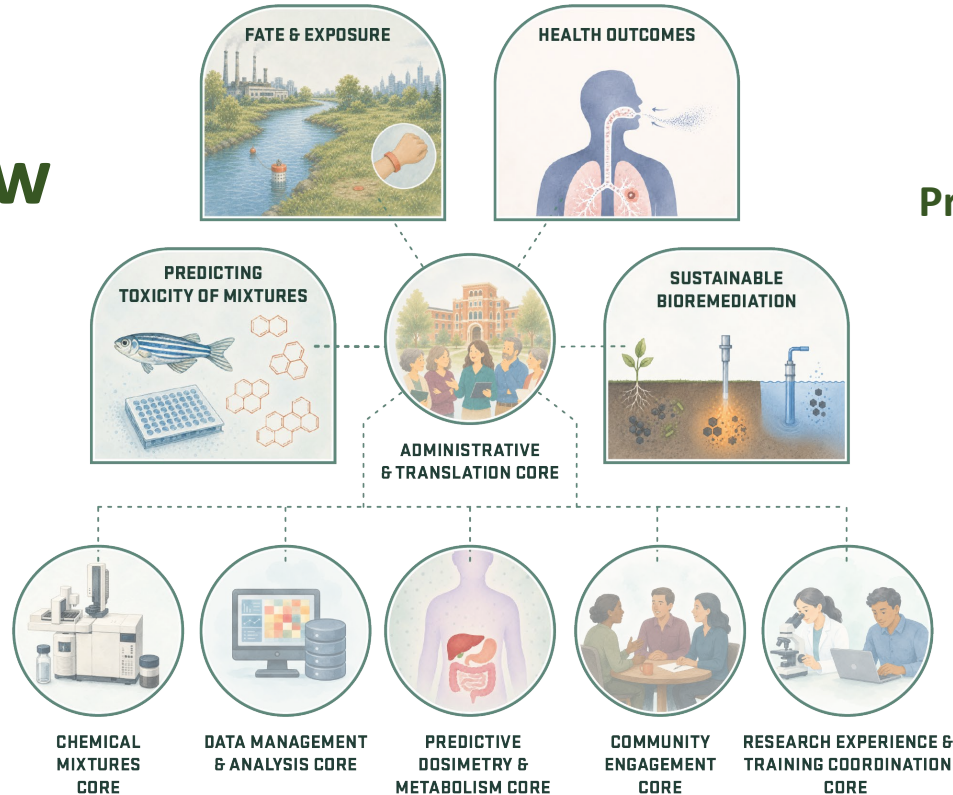 FATE & EXPOSURE
HEALTH OUTCOMES
w
Pr
PREDICTING
TOXICITY OF MIXTURES
SUSTAINABLE
BIOREMEDIATION
ADMINISTRATIVE
& TRANSLATION CORE
CHEMICAL
MIXTURES
CORE
DATA MANAGEMENT
& ANALYSIS CORE
PREDICTIVE
DOSIMETRY &
METABOLISM CORE
COMMUNITY
ENGAGEMENT
CORE
RESEARCH EXPERIENCE &
TRAINING COORDINATION
CORE